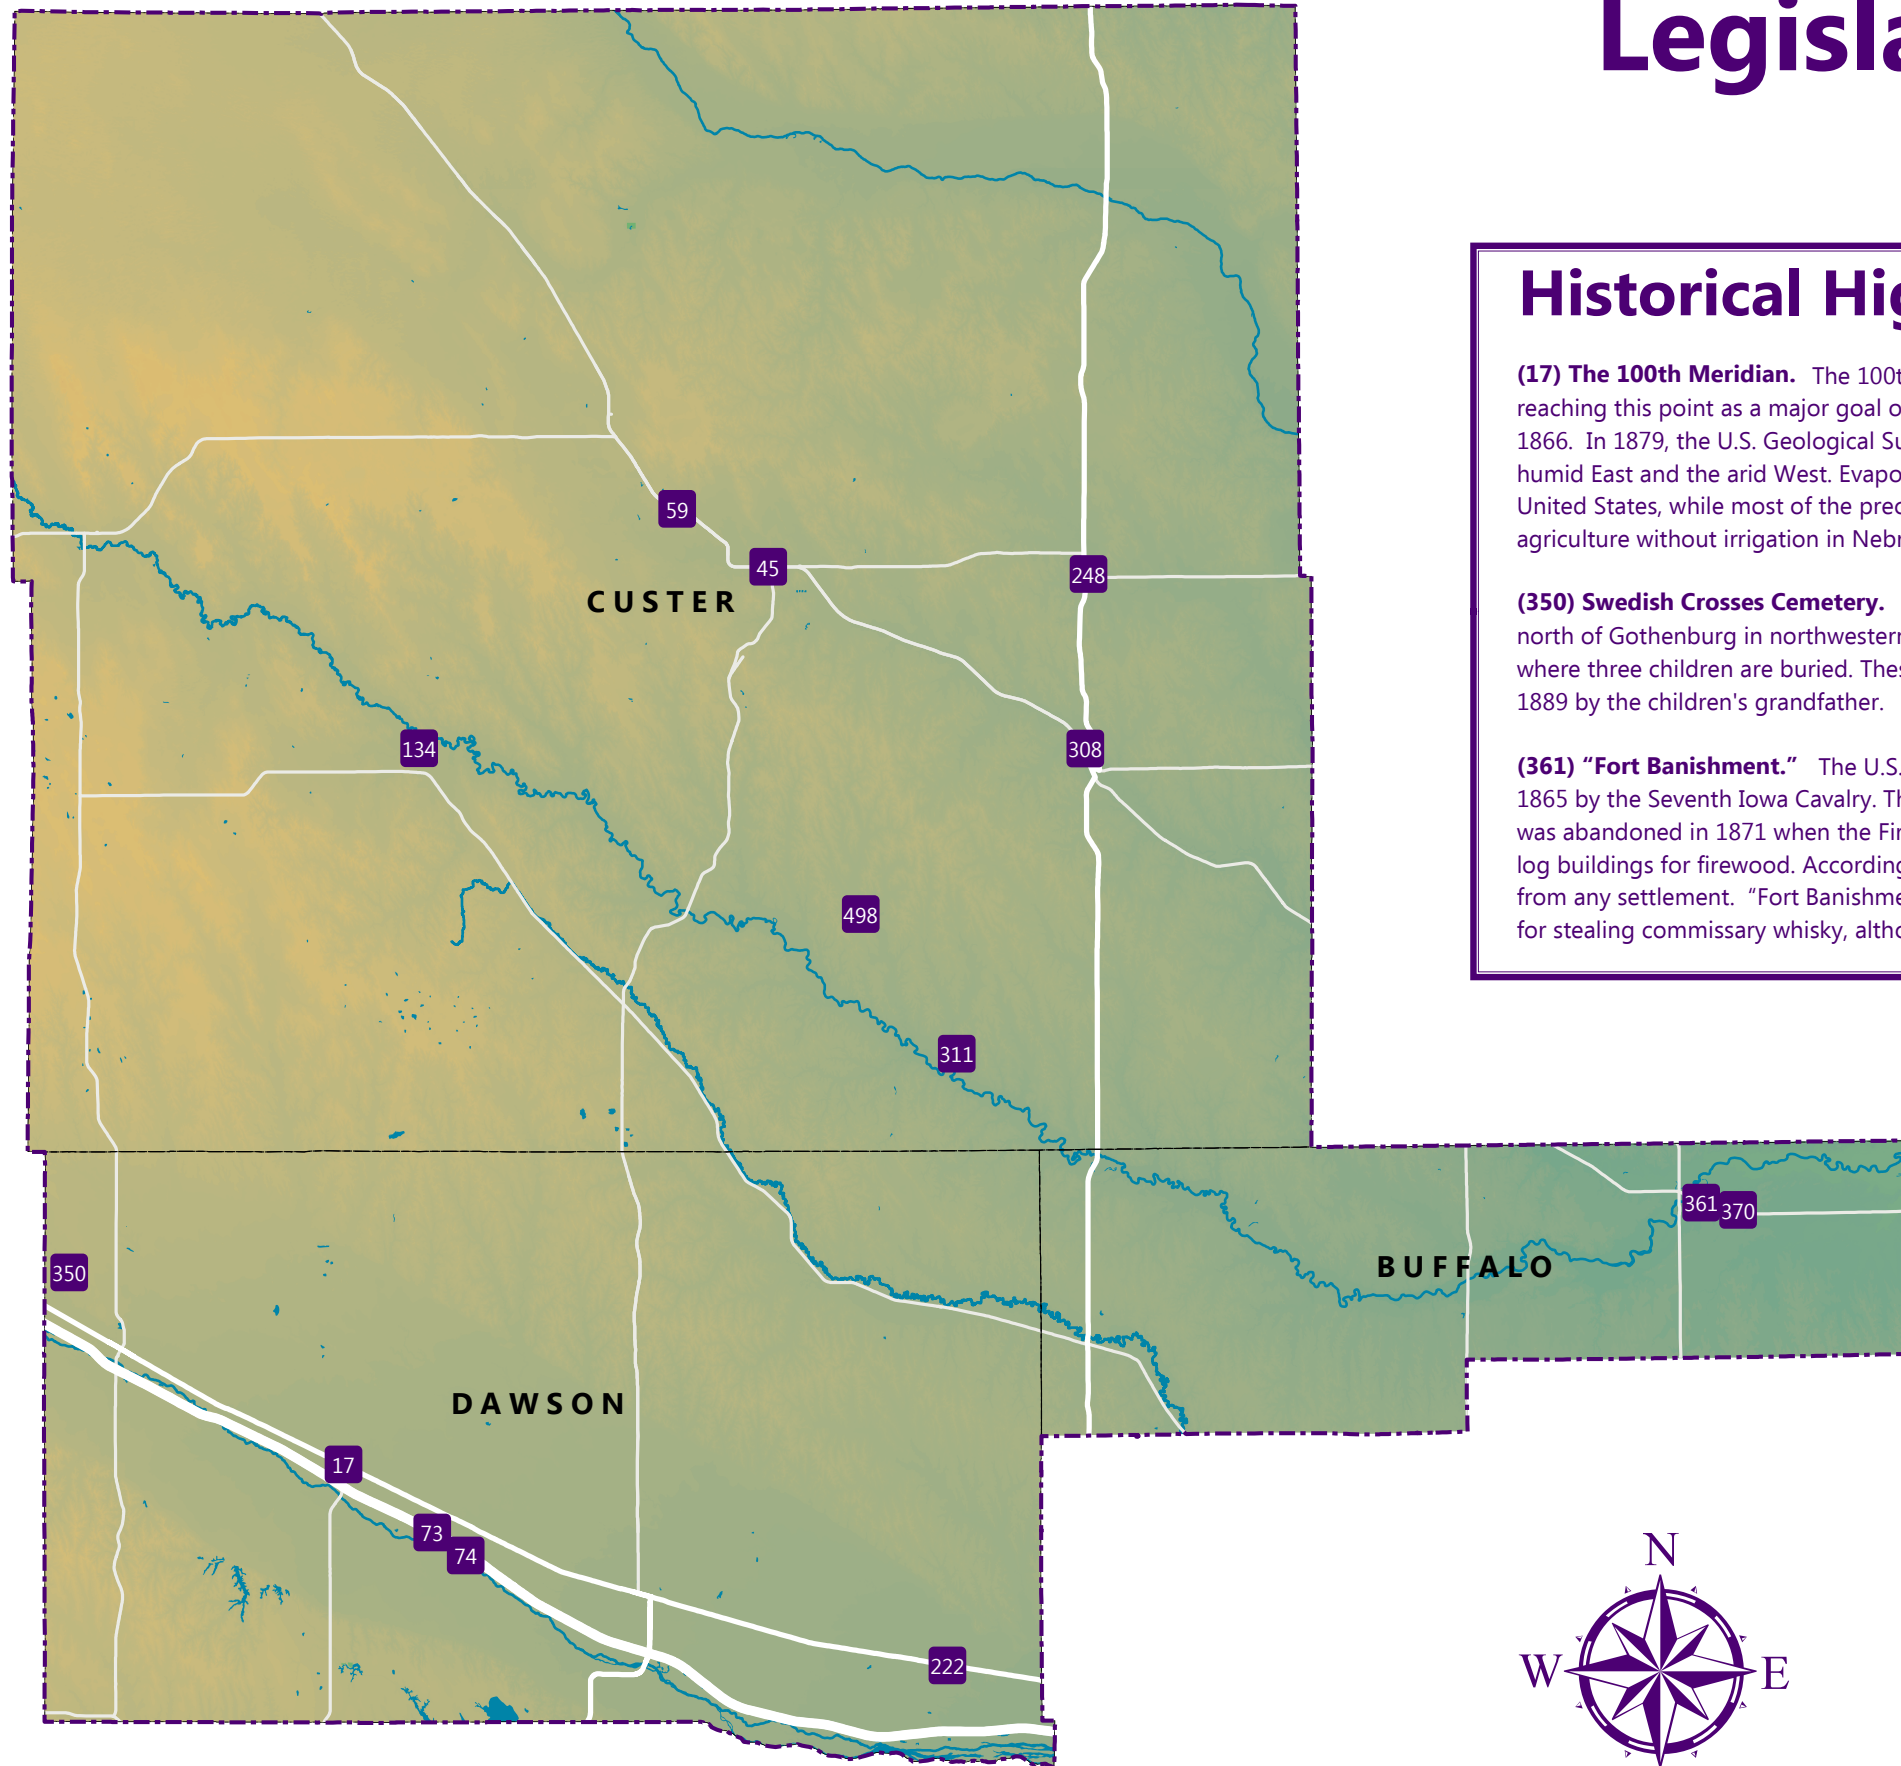 Legisla
Historical Hig
(17) The 100th Meridian. The 100t
reaching this point as a major goal o
1866. In 1879, the U.S. Geological Su
humid East and the arid West. Evapo
United States, while most of the prec
agriculture without irrigation in Nebr
(350) Swedish Crosses Cemetery.
north of Gothenburg in northwestern
where three children are buried. Thes
1889 by the children's grandfather.
(361) “Fort Banishment.” The U.S.
1865 by the Seventh Iowa Cavalry. Th
was abandoned in 1871 when the Fir
log buildings for firewood. According
from any settlement. “Fort Banishme
for stealing commissary whisky, altho
59
45
248
CUSTER
134
308
498
311
361
370
350
BUFFALO
DAWSON
17
73
74
222
N
W
E